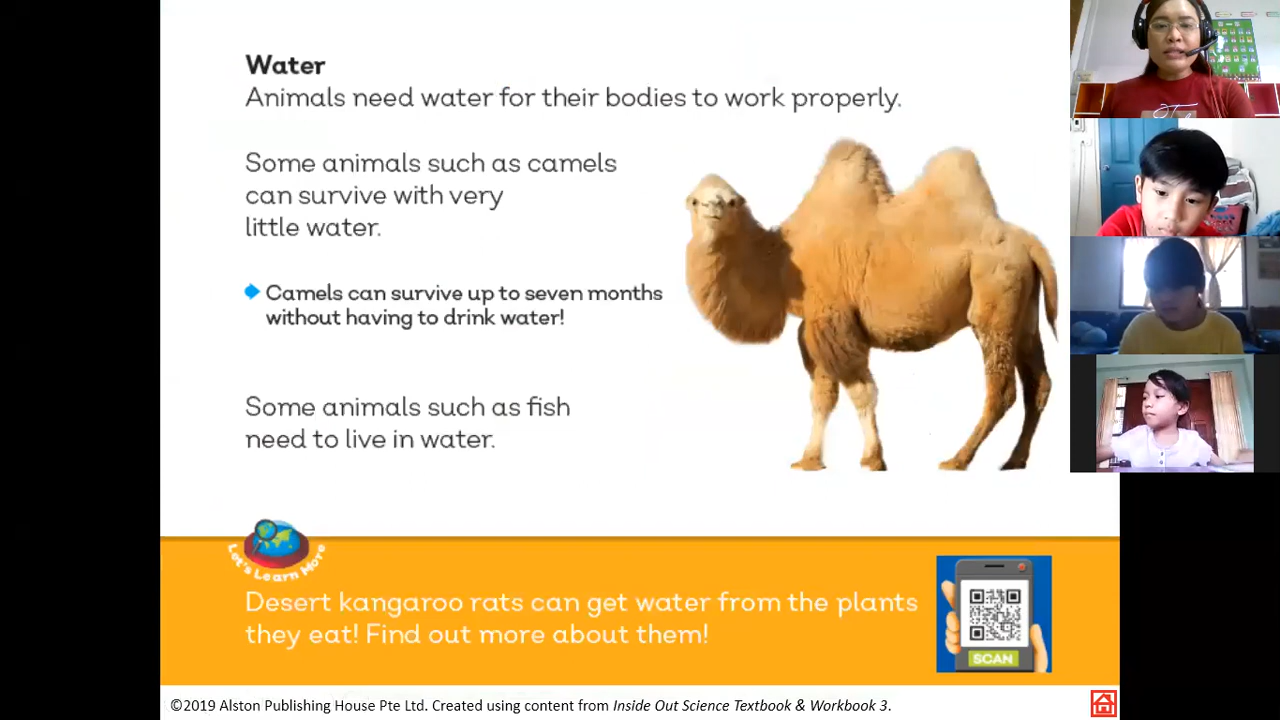 Water
Animals need water for their bodies to work properly.
Some animals such as camels
can survive with very
little water.
Camels can survive up to seven months
without having to drink water!
Some animals such as fish
need to live in water.
Let's Learn More
Desert kangaroo rats can get water from the plants
they eat! Find out more about them!
SCAN
©2019 Alston Publishing House Pte Ltd. Created using content from Inside Out Science Textbook & Workbook 3.